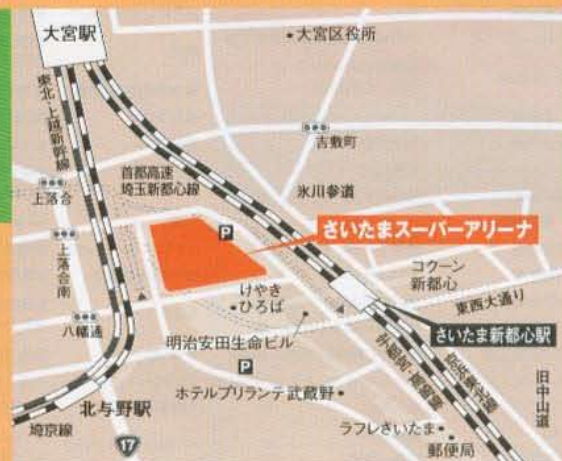 大宮駅
大宮区役所
東北・上越新幹線
吉敷町
首都高速
埼玉新都心線
氷川参道
上落合
P
さいたまスーパーアリーナ
上落合南
コクーン
新都心
けやき
ひろば
東西大通り
八幡通
明治安田生命ビル
さいたま新都心駅
P
宇都宮線・高崎線
京浜東北線
ホテルブリランテ武蔵野
旧中山道
北与野駅
埼京線
17
ラフレさいたま
郵便局